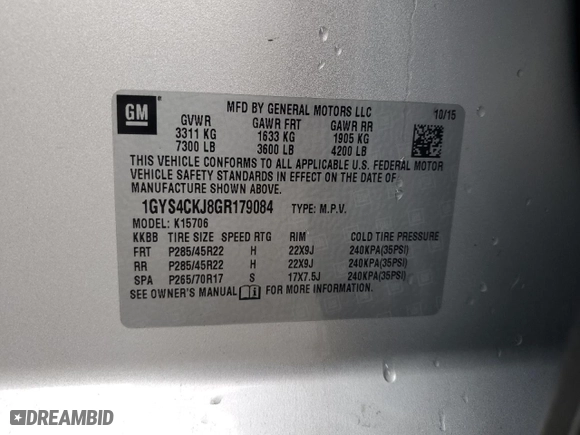 GM
MFD BY GENERAL MOTORS LLC
10/15
GVWR GAWR FRT GAWR RR
3311 KG 1633 KG 1905 KG
7300 LB 3600 LB 4200 LB
THIS VEHICLE CONFORMS TO ALL APPLICABLE U.S. FEDERAL MOTOR
VEHICLE SAFETY STANDARDS IN EFFECT ON THE DATE OF
MANUFACTURE SHOWN ABOVE.
1GYS4CKJ8GR179084 TYPE: M.P.V.
MODEL: K15706
KKBB TIRE SIZE SPEED RTG RIM COLD TIRE PRESSURE
FRT P285/45R22 H 22X9J 240KPA(35PSI)
RR P285/45R22 H 22X9J 240KPA(35PSI)
SPA P265/70R17 S 17X7.5J 240KPA(35PSI)
SEE OWNER'S MANUAL FOR MORE INFORMATION.
DREAMBID